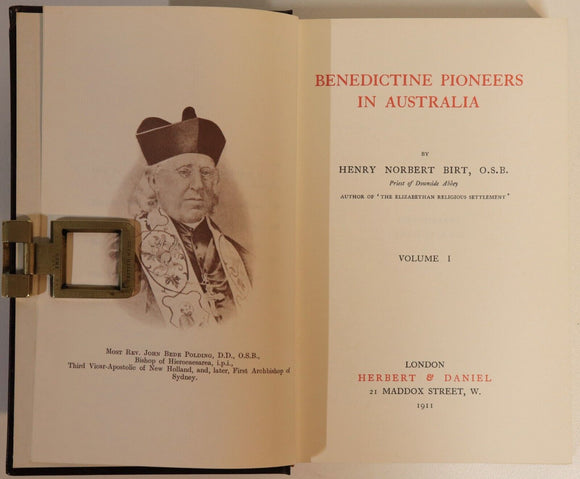 MOST REV. JOHN BEDE POLDING, D.D., O.S.B.,
Bishop of Hierocaesarea, i.p.i.,
Third Vicar-Apostolic of New Holland, and, later, First Archbishop of
Sydney.
BENEDICTINE PIONEERS
IN AUSTRALIA
BY
HENRY NORBERT BIRT, O.S.B.
Priest of Downside Abbey
AUTHOR OF 'THE ELIZABETHAN RELIGIOUS SETTLEMENT'
VOLUME I
LONDON
HERBERT & DANIEL
21 MADDOX STREET, W.
1911